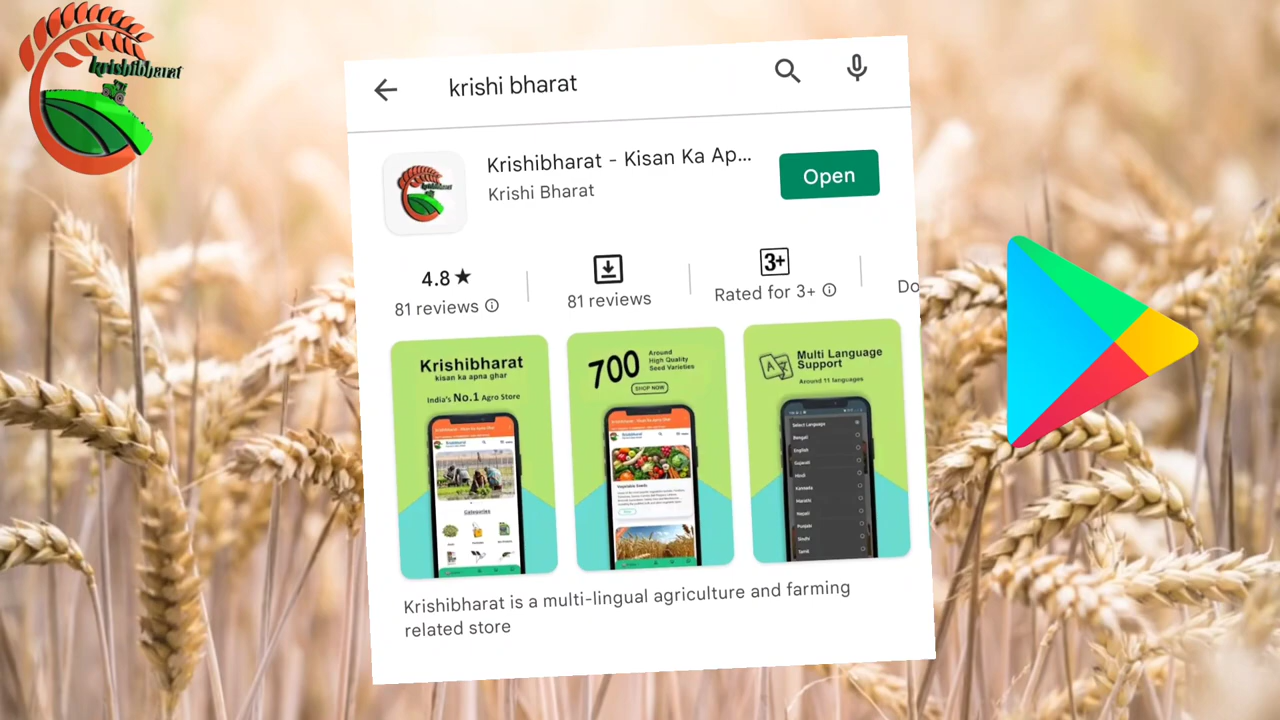 krishibharat
krishi bharat
Krishibharat - Kisan Ka Ap...
Krishi Bharat
Open
4.8★
81 reviews
81 reviews
3+
Rated for 3+
Do
Krishibharat
kisan ka apna ghar
India's No.1 Agro Store
Categories
700
Around
High Quality
Seed Varieties
SHOP NOW
Krishibharat
Vegetable Seeds
Multi Language
Support
Around 11 languages
Select Language
Bengali
English
Gujarati
Hindi
Kannada
Marathi
Nepali
Punjabi
Sindhi
Tamil
Krishibharat is a multi-lingual agriculture and farming
related store